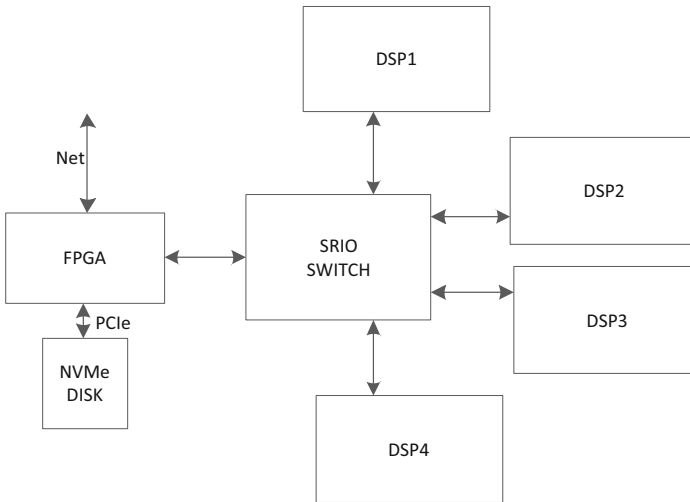 DSP1
Net
DSP2
FPGA
SRIO
SWITCH
PCIe
DSP3
NVMe
DISK
DSP4